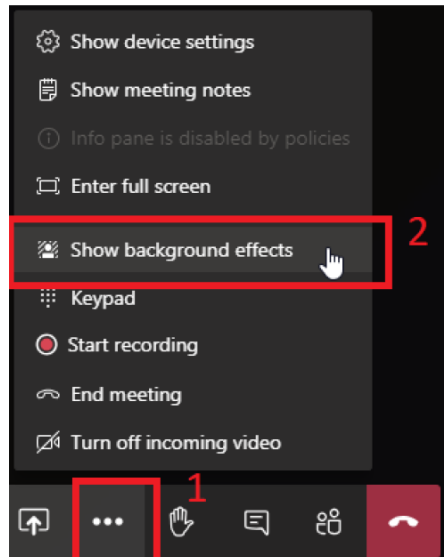 Show device settings
Show meeting notes
Info pane is disabled by policies
Enter full screen
Show background effects
2
Keypad
Start recording
End meeting
Turn off incoming video
1